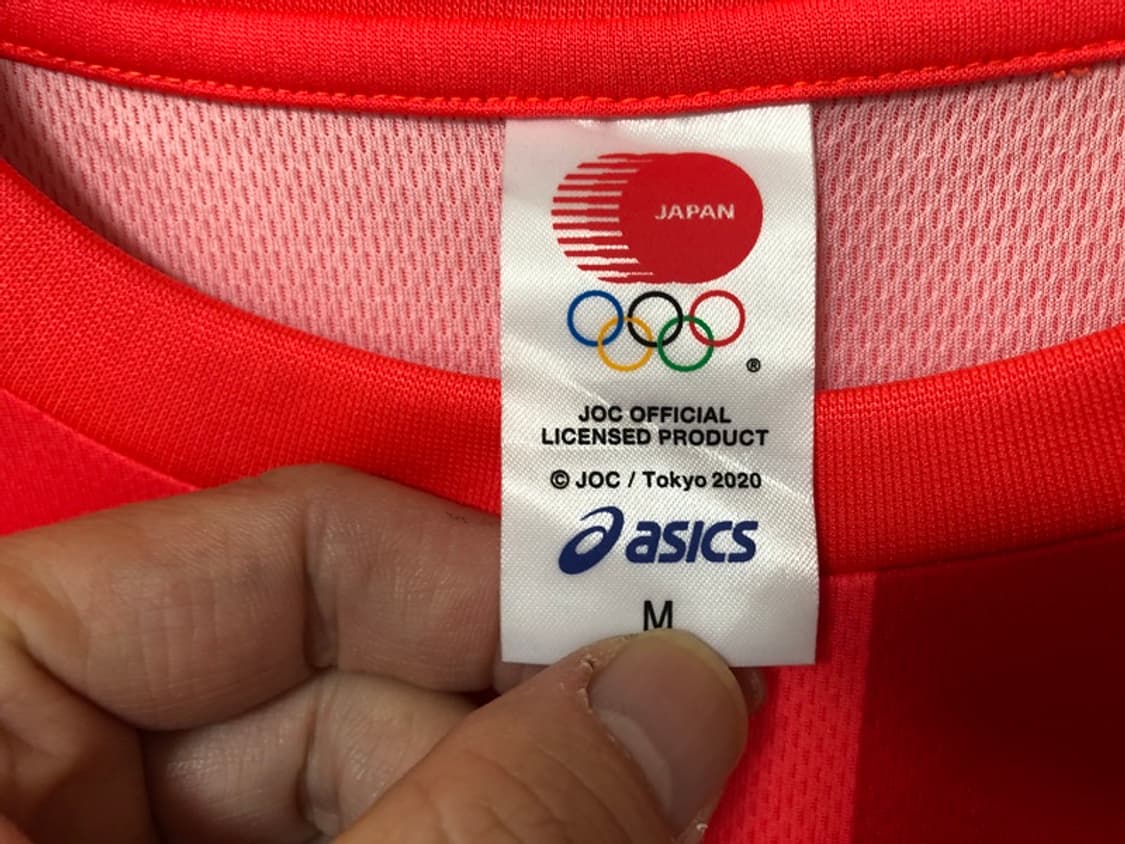 JAPAN
®
JOC OFFICIAL
LICENSED PRODUCT
© JOC / Tokyo 2020
asics
M